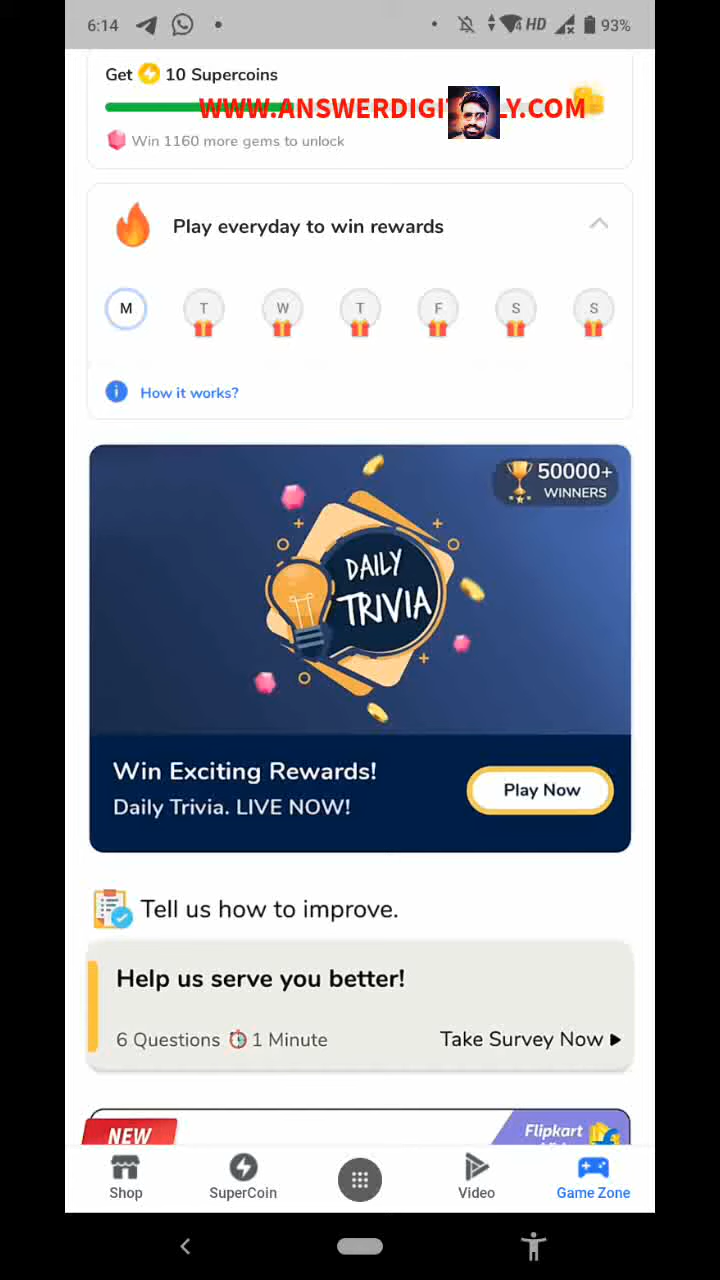 6:14
4 HD
93%
Get 10 Supercoins
WWW.ANSWERDIGIT LY.COM
Win 1160 more gems to unlock
Play everyday to win rewards
M T W T F S S
i How it works?
50000+
WINNERS
DAILY
TRIVIA
Win Exciting Rewards!
Daily Trivia. LIVE NOW!
Play Now
Tell us how to improve.
Help us serve you better!
6 Questions 1 Minute
Take Survey Now
NEW
Flipkart
Shop
SuperCoin
Video
Game Zone